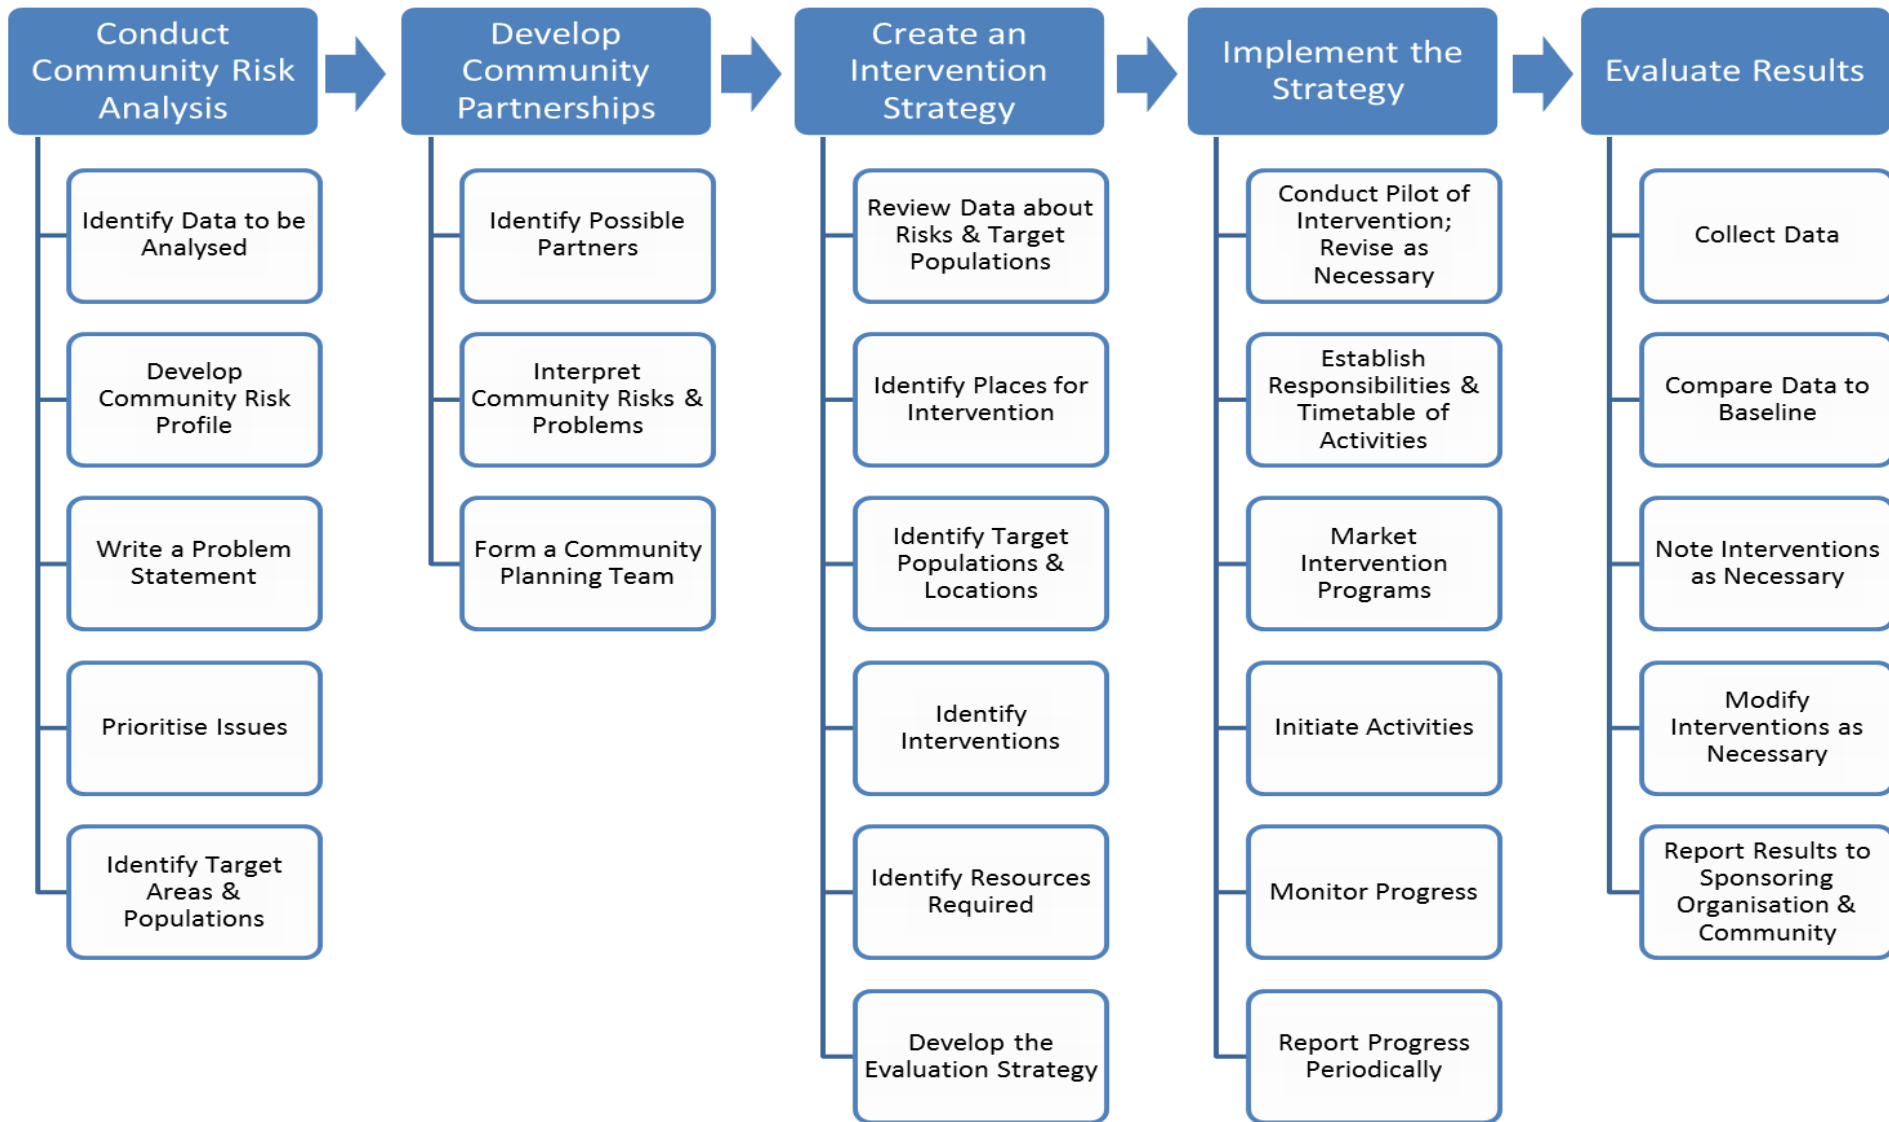 Conduct
Community Risk
Analysis
Identify Data to be
Analysed
Develop
Community Risk
Profile
Write a Problem
Statement
Prioritise Issues
Identify Target
Areas &
Populations
Develop
Community
Partnerships
Identify Possible
Partners
Interpret
Community Risks &
Problems
Form a Community
Planning Team
Create an
Intervention
Strategy
Review Data about
Risks & Target
Populations
Identify Places for
Intervention
Identify Target
Populations &
Locations
Identify
Interventions
Identify Resources
Required
Develop the
Evaluation Strategy
Implement the
Strategy
Conduct Pilot of
Intervention;
Revise as
Necessary
Establish
Responsibilities &
Timetable of
Activities
Market
Intervention
Programs
Initiate Activities
Monitor Progress
Report Progress
Periodically
Evaluate Results
Collect Data
Compare Data to
Baseline
Note Interventions
as Necessary
Modify
Interventions as
Necessary
Report Results to
Sponsoring
Organisation &
Community